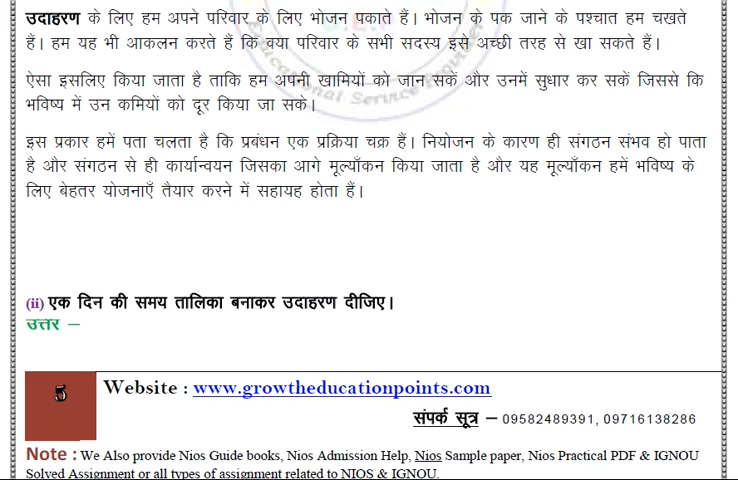 उदाहरण के लिए हम अपने परिवार के लिए भोजन पकाते हैं। भोजन के पक जाने के पश्चात हम चखते
हैं। हम यह भी आकलन करते हैं कि क्या परिवार के सभी सदस्य इसे अच्छी तरह से खा सकते हैं।
ऐसा इसलिए किया जाता है ताकि हम अपनी खामियों को जान सकें और उनमें सुधार कर सकें जिससे कि
भविष्य में उन कमियों को दूर किया जा सके।
इस प्रकार हमें पता चलता है कि प्रबंधन एक प्रक्रिया चक्र हैं। नियोजन के कारण ही संगठन संभव हो पाता
है और संगठन से ही कार्यान्वयन जिसका आगे मूल्याँकन किया जाता है और यह मूल्याँकन हमें भविष्य के
लिए बेहतर योजनाएँ तैयार करने में सहायह होता हैं।
(ii) एक दिन की समय तालिका बनाकर उदाहरण दीजिए।
उत्तर –
5 Website : www.growtheducationpoints.com
संपर्क सूत्र – 09582489391, 09716138286
Note : We Also provide Nios Guide books, Nios Admission Help, Nios Sample paper, Nios Practical PDF & IGNOU
Solved Assignment or all types of assignment related to NIOS & IGNOU.
Educational Service Provider